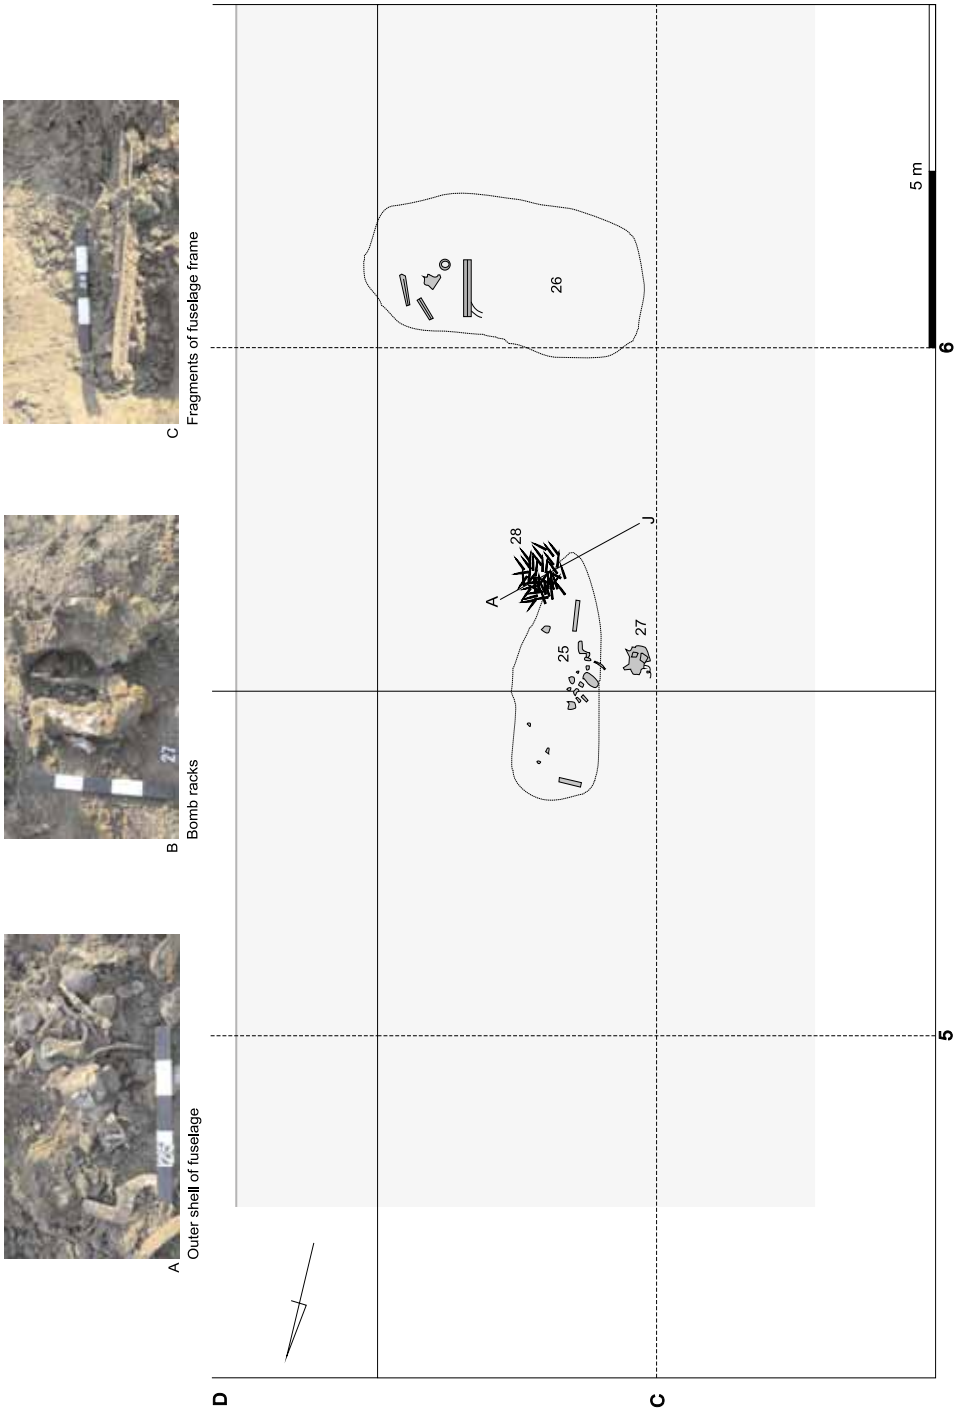 A
Outer shell of fuselage
B
Bomb racks
27
C
Fragments of fuselage frame
D
C
5
6
5 m
25
26
27
28
A
J